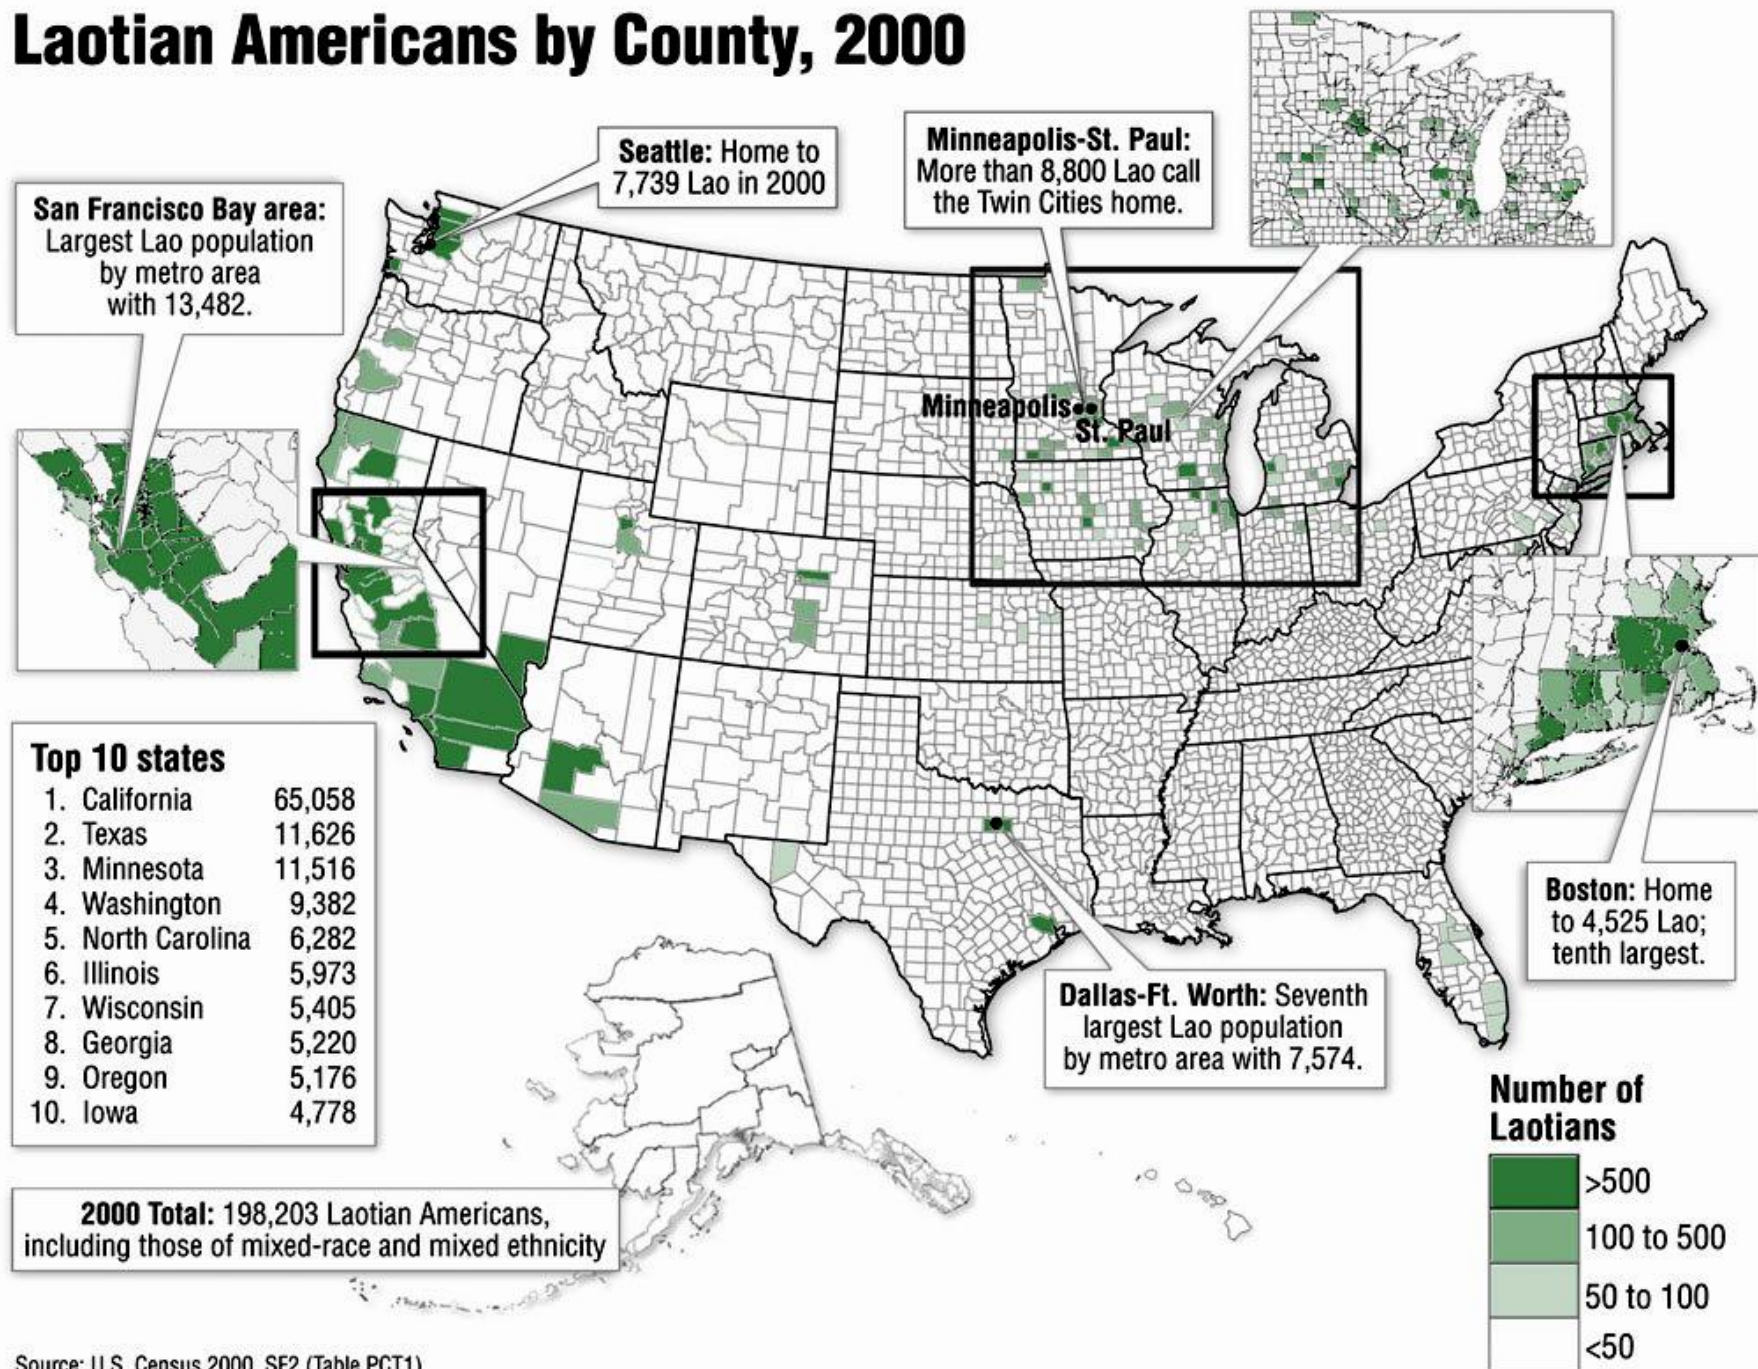 Laotian Americans by County, 2000
Seattle: Home to
7,739 Lao in 2000
Minneapolis-St. Paul:
More than 8,800 Lao call
the Twin Cities home.
San Francisco Bay area:
Largest Lao population
by metro area
with 13,482.
Minneapolis
St. Paul
Top 10 states
1. California 65,058
2. Texas 11,626
3. Minnesota 11,516
4. Washington 9,382
5. North Carolina 6,282
6. Illinois 5,973
7. Wisconsin 5,405
8. Georgia 5,220
9. Oregon 5,176
10. Iowa 4,778
Boston: Home
to 4,525 Lao;
tenth largest.
Dallas-Ft. Worth: Seventh
largest Lao population
by metro area with 7,574.
Number of
Laotians
>500
100 to 500
50 to 100
<50
2000 Total: 198,203 Laotian Americans,
including those of mixed-race and mixed ethnicity
Source: U.S. Census 2000, SF2 (Table PCT1)